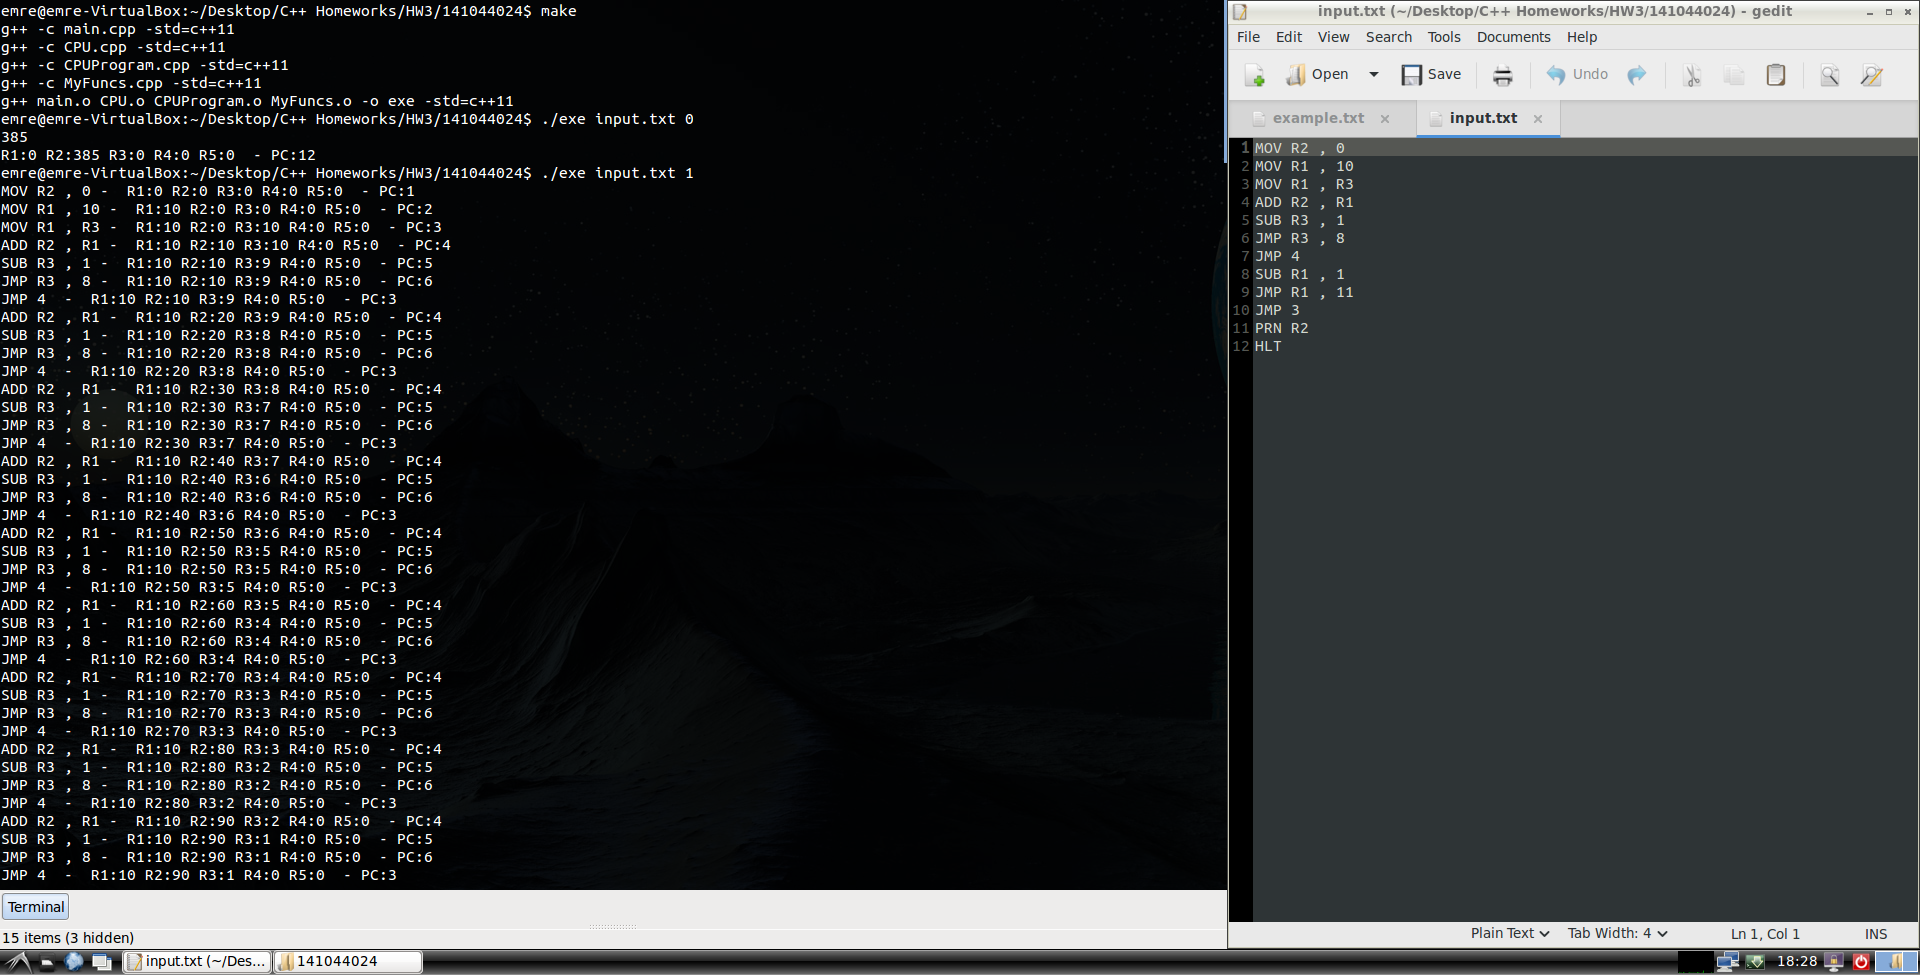 emre@emre-VirtualBox:~/Desktop/C++ Homeworks/HW3/141044024$ make
g++ -c main.cpp -std=c++11
g++ -c CPU.cpp -std=c++11
g++ -c CPUProgram.cpp -std=c++11
g++ -c MyFuncs.cpp -std=c++11
g++ main.o CPU.o CPUProgram.o MyFuncs.o -o exe -std=c++11
emre@emre-VirtualBox:~/Desktop/C++ Homeworks/HW3/141044024$ ./exe input.txt 0
385
R1:0 R2:385 R3:0 R4:0 R5:0  - PC:12
emre@emre-VirtualBox:~/Desktop/C++ Homeworks/HW3/141044024$ ./exe input.txt 1
MOV R2 , 0 -  R1:0 R2:0 R3:0 R4:0 R5:0  - PC:1
MOV R1 , 10 -  R1:10 R2:0 R3:0 R4:0 R5:0  - PC:2
MOV R1 , R3 -  R1:10 R2:0 R3:10 R4:0 R5:0  - PC:3
ADD R2 , R1 -  R1:10 R2:10 R3:10 R4:0 R5:0  - PC:4
SUB R3 , 1 -  R1:10 R2:10 R3:9 R4:0 R5:0  - PC:5
JMP R3 , 8 -  R1:10 R2:10 R3:9 R4:0 R5:0  - PC:6
JMP 4  -  R1:10 R2:10 R3:9 R4:0 R5:0  - PC:3
ADD R2 , R1 -  R1:10 R2:20 R3:9 R4:0 R5:0  - PC:4
SUB R3 , 1 -  R1:10 R2:20 R3:8 R4:0 R5:0  - PC:5
JMP R3 , 8 -  R1:10 R2:20 R3:8 R4:0 R5:0  - PC:6
JMP 4  -  R1:10 R2:20 R3:8 R4:0 R5:0  - PC:3
ADD R2 , R1 -  R1:10 R2:30 R3:8 R4:0 R5:0  - PC:4
SUB R3 , 1 -  R1:10 R2:30 R3:7 R4:0 R5:0  - PC:5
JMP R3 , 8 -  R1:10 R2:30 R3:7 R4:0 R5:0  - PC:6
JMP 4  -  R1:10 R2:30 R3:7 R4:0 R5:0  - PC:3
ADD R2 , R1 -  R1:10 R2:40 R3:7 R4:0 R5:0  - PC:4
SUB R3 , 1 -  R1:10 R2:40 R3:6 R4:0 R5:0  - PC:5
JMP R3 , 8 -  R1:10 R2:40 R3:6 R4:0 R5:0  - PC:6
JMP 4  -  R1:10 R2:40 R3:6 R4:0 R5:0  - PC:3
ADD R2 , R1 -  R1:10 R2:50 R3:6 R4:0 R5:0  - PC:4
SUB R3 , 1 -  R1:10 R2:50 R3:5 R4:0 R5:0  - PC:5
JMP R3 , 8 -  R1:10 R2:50 R3:5 R4:0 R5:0  - PC:6
JMP 4  -  R1:10 R2:50 R3:5 R4:0 R5:0  - PC:3
ADD R2 , R1 -  R1:10 R2:60 R3:5 R4:0 R5:0  - PC:4
SUB R3 , 1 -  R1:10 R2:60 R3:4 R4:0 R5:0  - PC:5
JMP R3 , 8 -  R1:10 R2:60 R3:4 R4:0 R5:0  - PC:6
JMP 4  -  R1:10 R2:60 R3:4 R4:0 R5:0  - PC:3
ADD R2 , R1 -  R1:10 R2:70 R3:4 R4:0 R5:0  - PC:4
SUB R3 , 1 -  R1:10 R2:70 R3:3 R4:0 R5:0  - PC:5
JMP R3 , 8 -  R1:10 R2:70 R3:3 R4:0 R5:0  - PC:6
JMP 4  -  R1:10 R2:70 R3:3 R4:0 R5:0  - PC:3
ADD R2 , R1 -  R1:10 R2:80 R3:3 R4:0 R5:0  - PC:4
SUB R3 , 1 -  R1:10 R2:80 R3:2 R4:0 R5:0  - PC:5
JMP R3 , 8 -  R1:10 R2:80 R3:2 R4:0 R5:0  - PC:6
JMP 4  -  R1:10 R2:80 R3:2 R4:0 R5:0  - PC:3
ADD R2 , R1 -  R1:10 R2:90 R3:2 R4:0 R5:0  - PC:4
SUB R3 , 1 -  R1:10 R2:90 R3:1 R4:0 R5:0  - PC:5
JMP R3 , 8 -  R1:10 R2:90 R3:1 R4:0 R5:0  - PC:6
JMP 4  -  R1:10 R2:90 R3:1 R4:0 R5:0  - PC:3
Terminal
15 items (3 hidden)
input.txt (~/Desktop/C++ Homeworks/HW3/141044024) - gedit
File Edit View Search Tools Documents Help
Open Save Undo
example.txt input.txt
1 MOV R2 , 0
2 MOV R1 , 10
3 MOV R1 , R3
4 ADD R2 , R1
5 SUB R3 , 1
6 JMP R3 , 8
7 JMP 4
8 SUB R1 , 1
9 JMP R1 , 11
10 JMP 3
11 PRN R2
12 HLT
Plain Text Tab Width: 4 Ln 1, Col 1 INS
input.txt (~/Des... 141044024 18:28